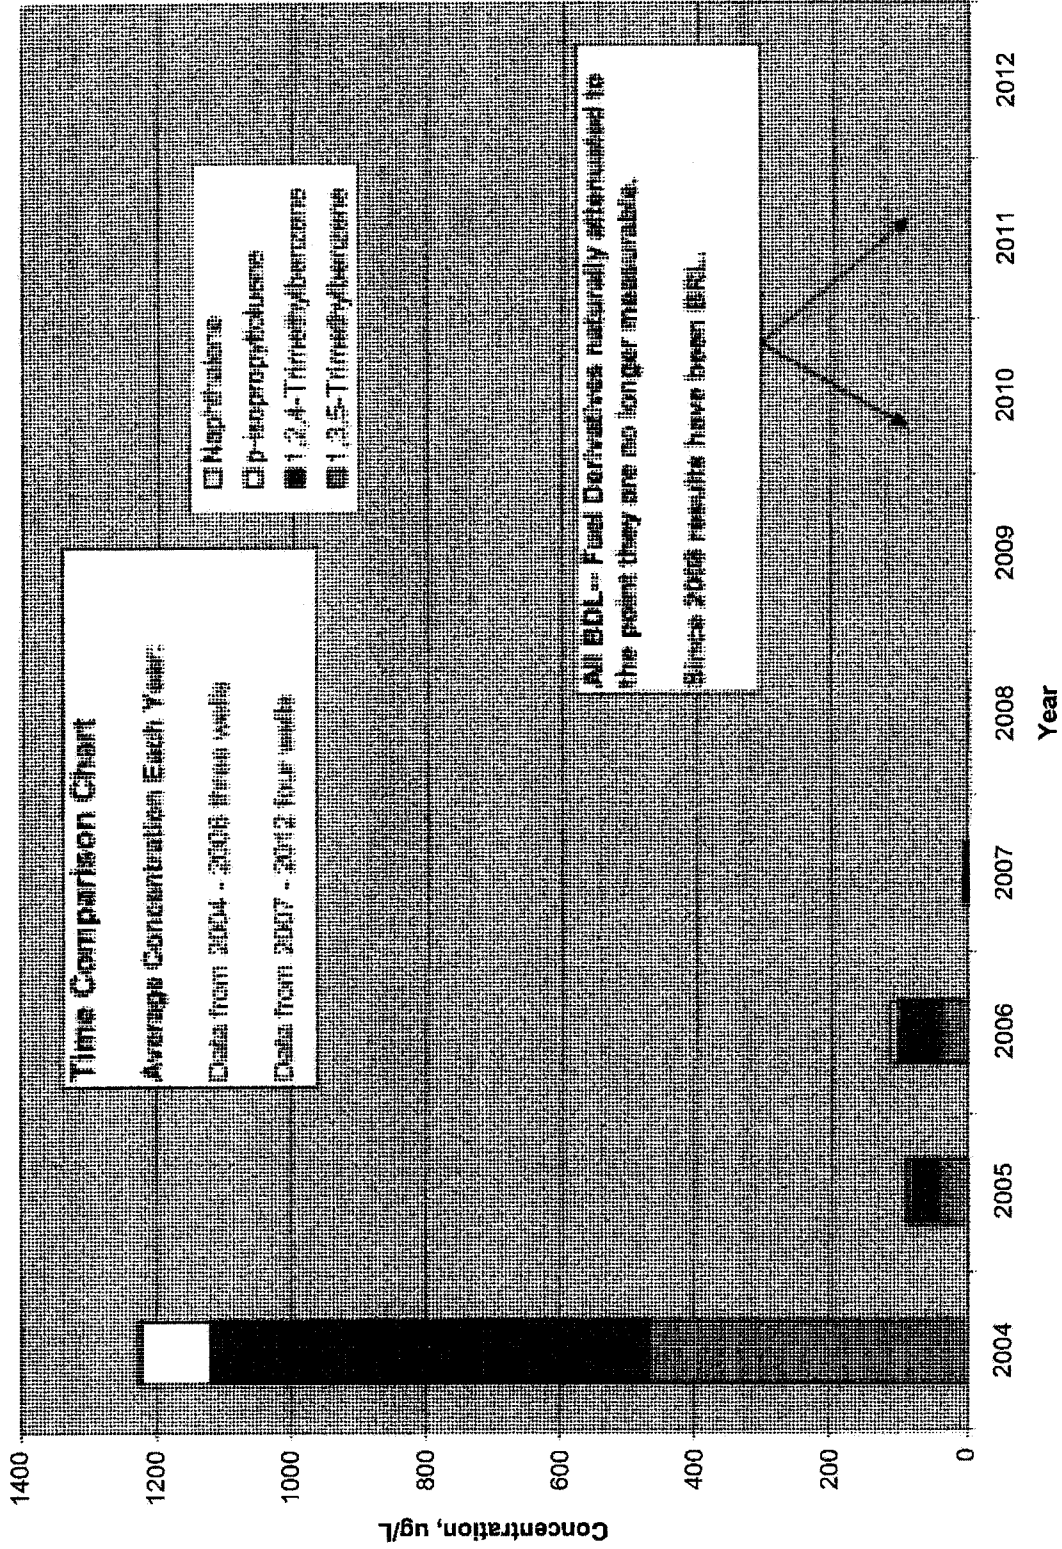 Time Comparison Chart
Average Concentration Each Year:
Data from 2004 - 2006 three wells
Data from 2007 - 2012 four wells
Naphthalene
p-isopropyltoluene
1,2,4-Trimethylbenzene
1,3,5-Trimethylbenzene
All BDL-- Fuel Derivatives naturally attenuated to
the point they are no longer measurable.
Since 2008 results have been BRL.
Concentration, ug/L
1400
1200
1000
800
600
400
200
0
2004
2005
2006
2007
2008
2009
2010
2011
2012
Year